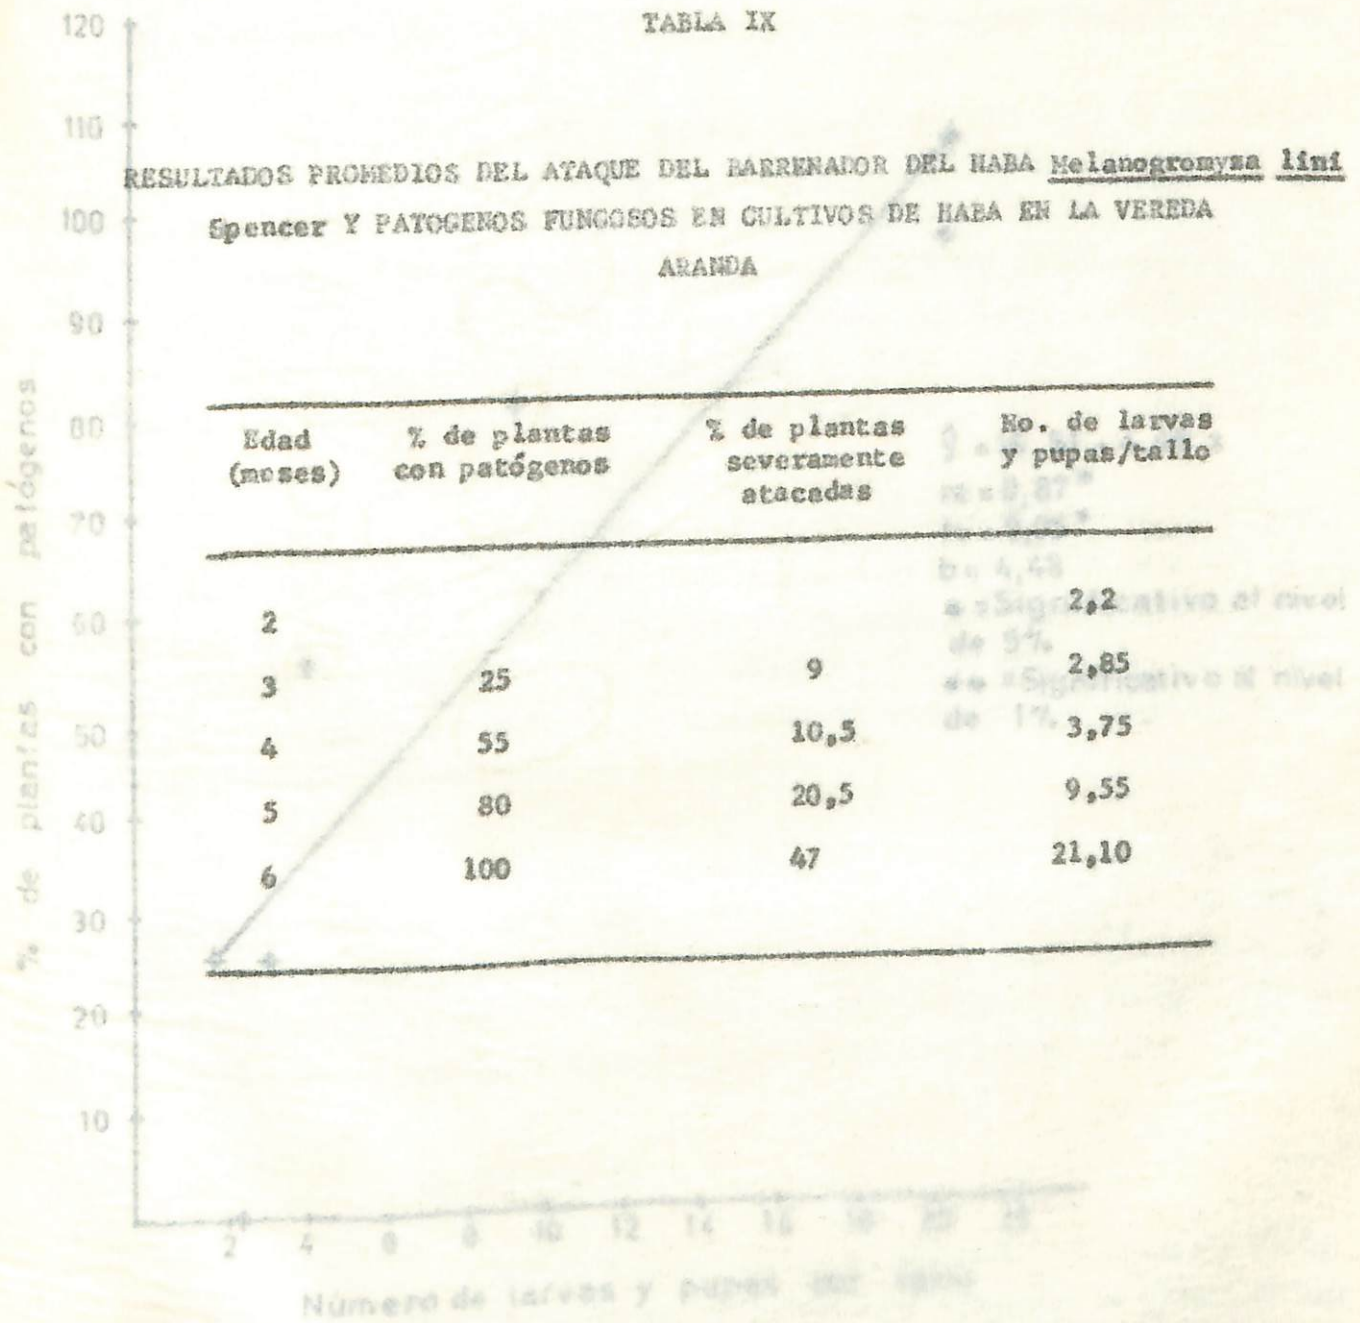 TABLA IX
RESULTADOS PROMEDIOS DEL ATAQUE DEL BARRENADOR DEL HABA Melanogromyza lini
Spencer Y PATOGENOS FUNGOSOS EN CULTIVOS DE HABA EN LA VEREDA
ARANDA
Edad (meses) % de plantas con patógenos % de plantas severamente atacadas No. de larvas y pupas/tallo
2 2,2
3 25 9 2,85
4 55 10,5 3,75
5 80 20,5 9,55
6 100 47 21,10
% de plantas con patógenos
120
110
100
90
80
70
60
50
40
30
20
10
b = 4,48
Significativo al nivel
de 5%
Significativo al nivel
de 1%
2 4 6 8 10 12 14 16 18 20
Número de larvas y pupas por